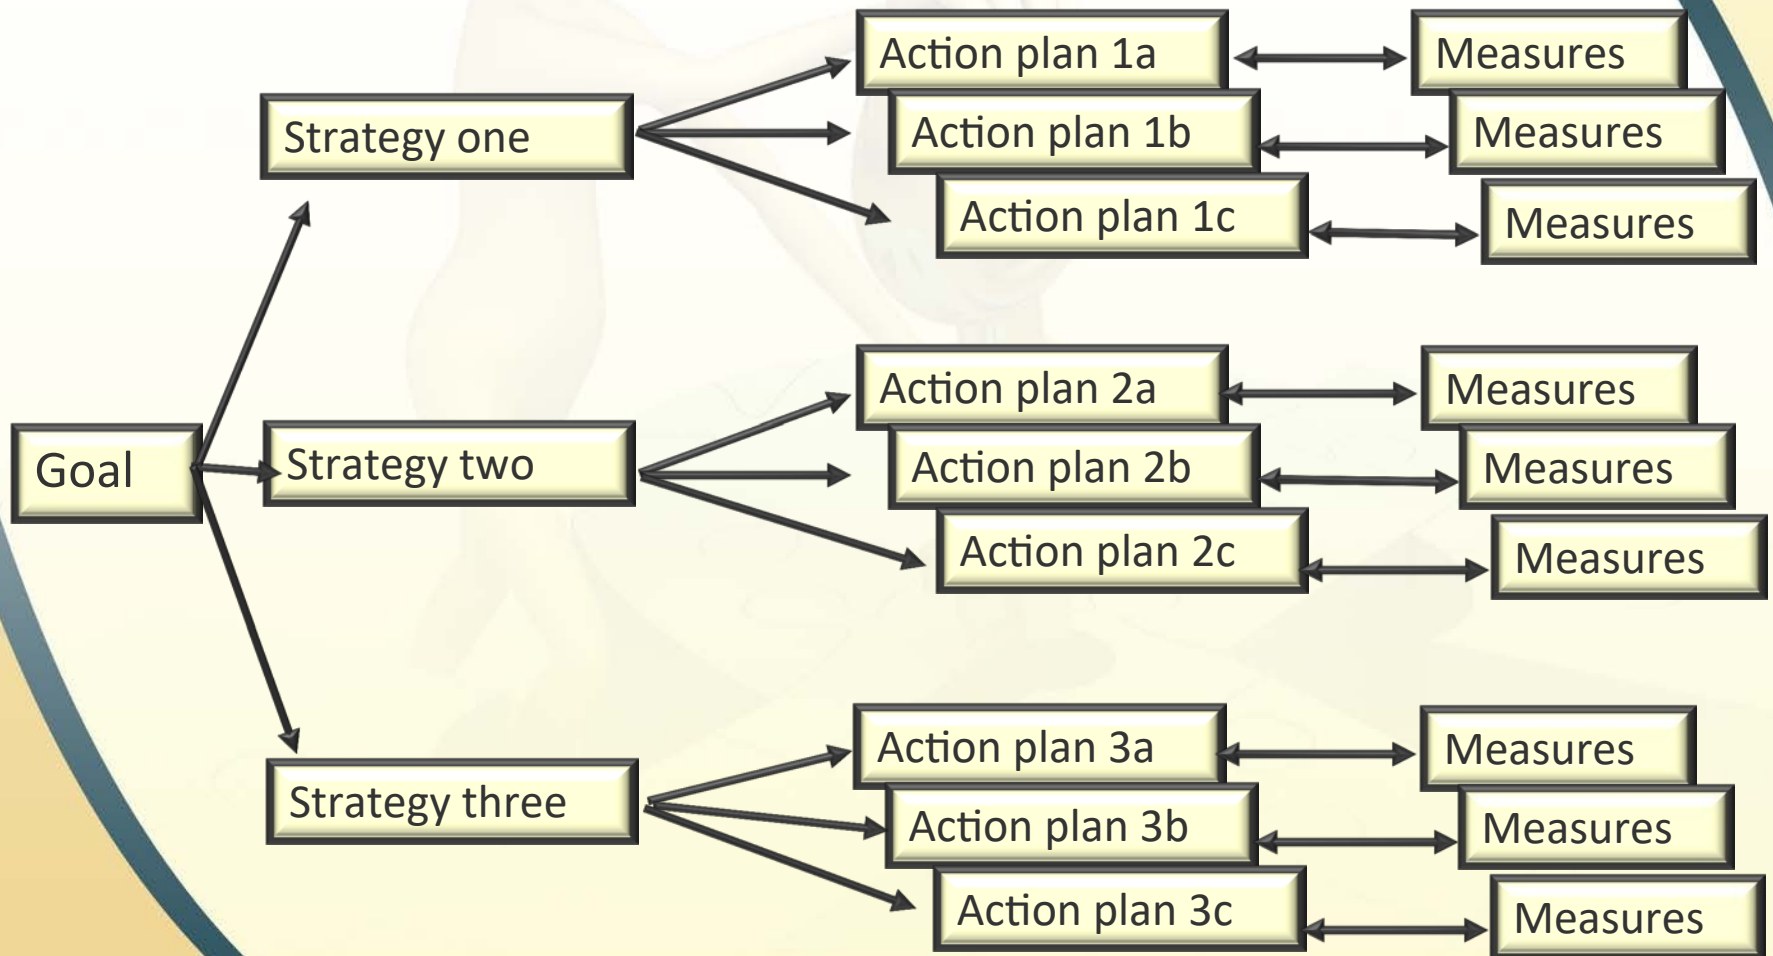 Action plan 1a
Measures
Strategy one
Action plan 1b
Measures
Action plan 1c
Measures
Action plan 2a
Measures
Goal
Strategy two
Action plan 2b
Measures
Action plan 2c
Measures
Action plan 3a
Measures
Strategy three
Action plan 3b
Measures
Action plan 3c
Measures